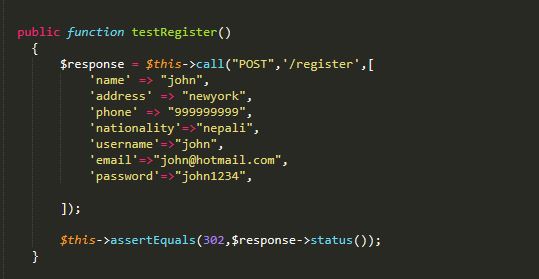 public function testRegister()
{
$response = $this->call("POST",'/register',[
'name' => "john",
'address' => "newyork",
'phone' => "999999999",
'nationality'=>"nepali",
'username'=>"john",
'email'=>"john@hotmail.com",
'password'=>"john1234",
]);
$this->assertEquals(302,$response->status());
}